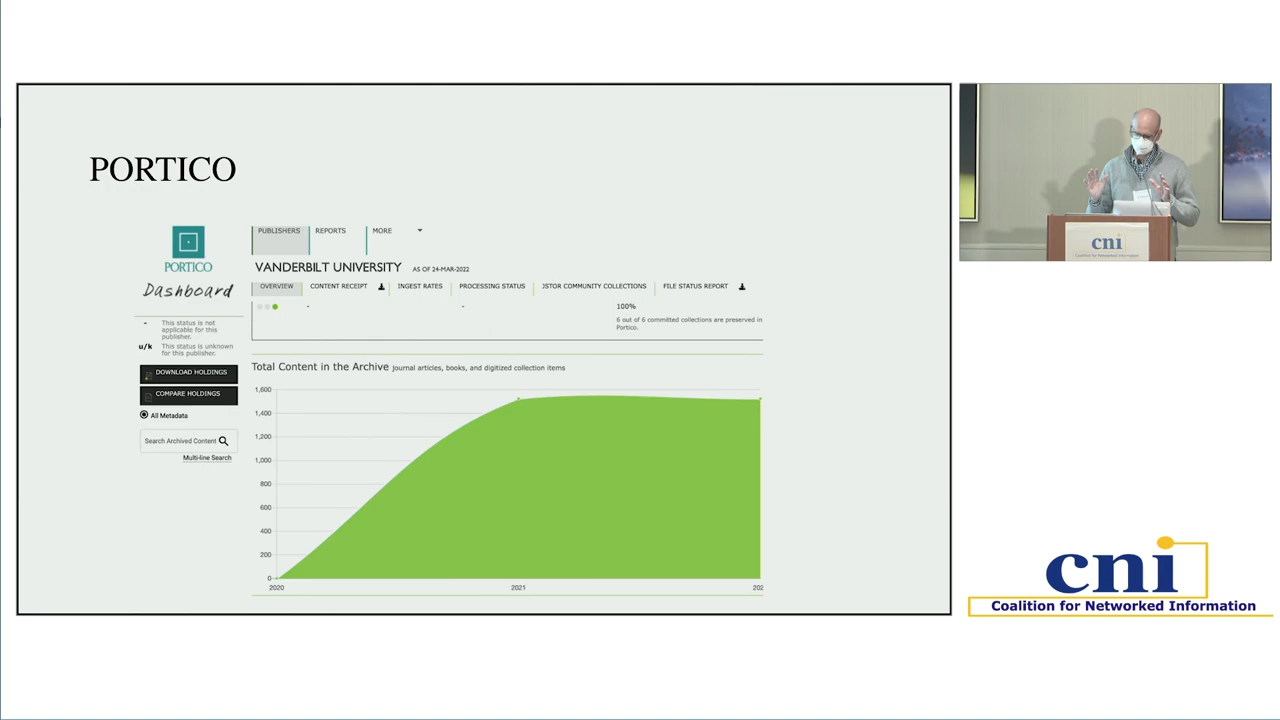 PORTICO
PORTICO
Dashboard
- This status is not
applicable for this
publisher.
u/k This status is unknown
for this publisher.
DOWNLOAD HOLDINGS
COMPARE HOLDINGS
All Metadata
Search Archived Content
Multi-line Search
PUBLISHERS REPORTS MORE
VANDERBILT UNIVERSITY AS OF 24-MAR-2022
OVERVIEW CONTENT RECEIPT INGEST RATES PROCESSING STATUS JSTOR COMMUNITY COLLECTIONS FILE STATUS REPORT
- - 100%
6 out of 6 committed collections are preserved in
Portico.
Total Content in the Archive journal articles, books, and digitized collection items
1,600
1,400
1,200
1,000
800
600
400
200
0
2020 2021 202
cni
Coalition for Networked Information
cni
Coalition for Networked Information